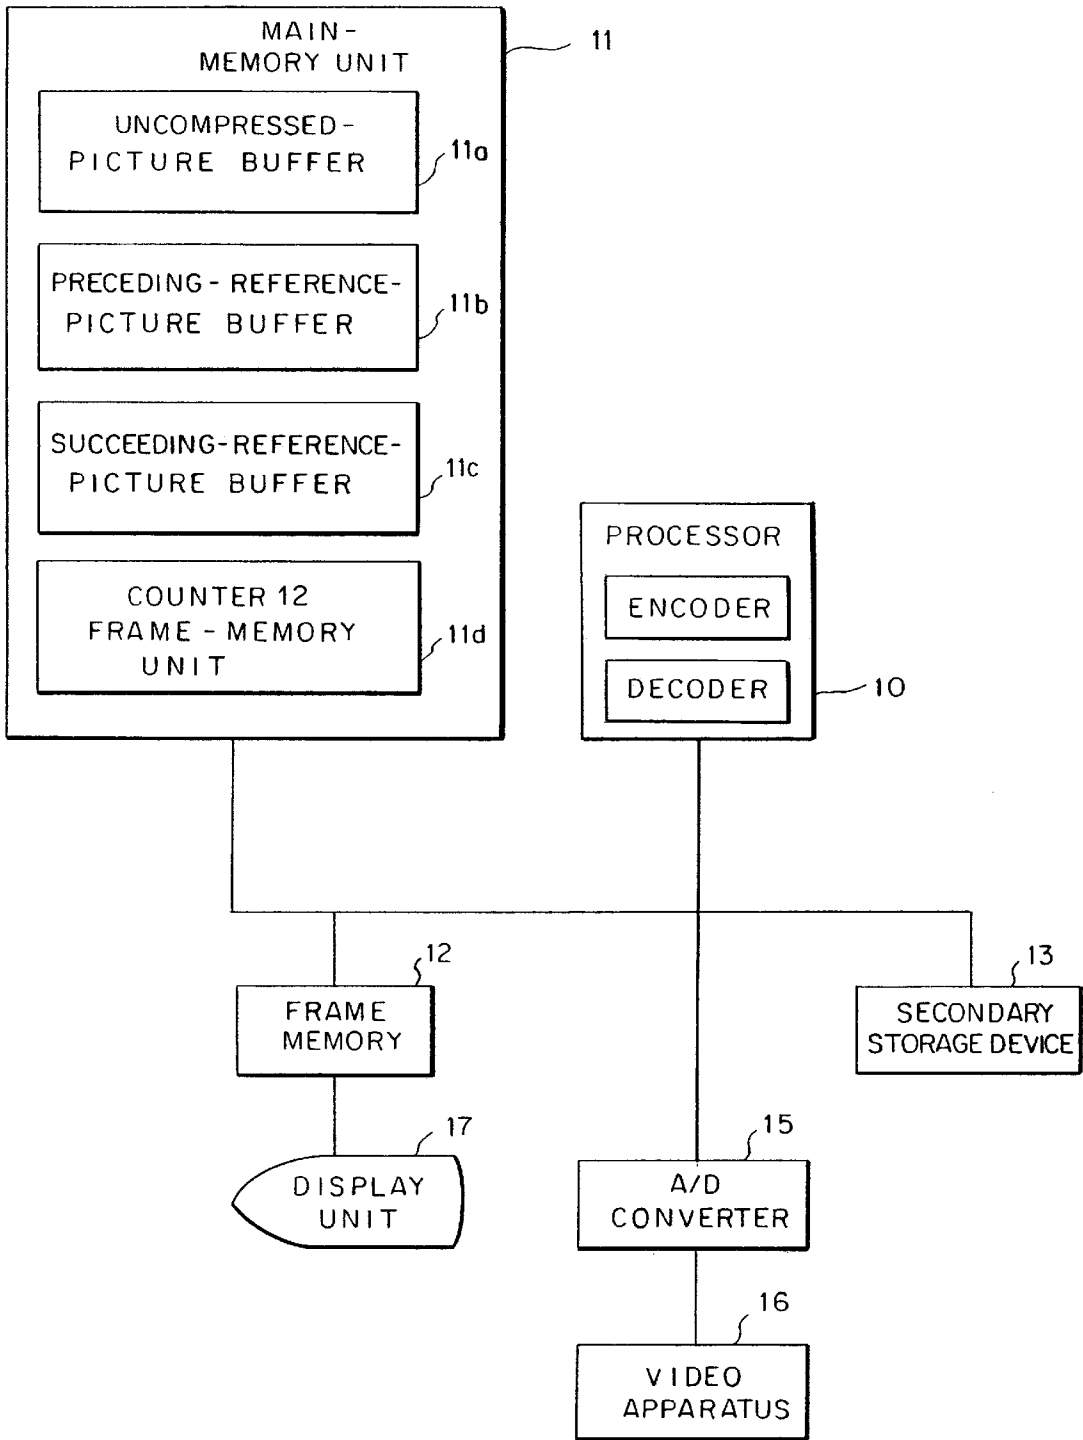 MAIN-
MEMORY UNIT
11
UNCOMPRESSED-
PICTURE BUFFER
11a
PRECEDING-REFERENCE-
PICTURE BUFFER
11b
SUCCEEDING-REFERENCE-
PICTURE BUFFER
11c
COUNTER 12
FRAME-MEMORY
UNIT
11d
PROCESSOR
ENCODER
DECODER
10
12
FRAME
MEMORY
13
SECONDARY
STORAGE DEVICE
17
DISPLAY
UNIT
15
A/D
CONVERTER
16
VIDEO
APPARATUS